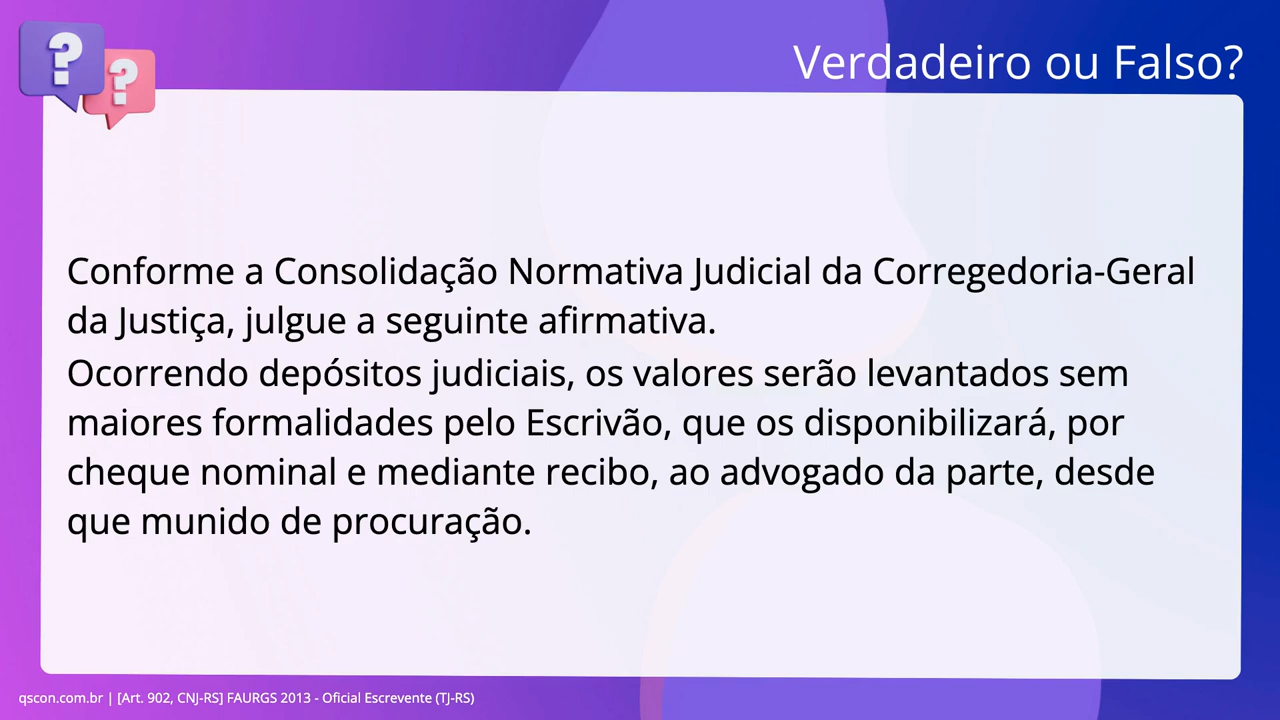 ? ?
Verdadeiro ou Falso?
Conforme a Consolidação Normativa Judicial da Corregedoria-Geral
da Justiça, julgue a seguinte afirmativa.
Ocorrendo depósitos judiciais, os valores serão levantados sem
maiores formalidades pelo Escrivão, que os disponibilizará, por
cheque nominal e mediante recibo, ao advogado da parte, desde
que munido de procuração.
qscon.com.br | [Art. 902, CNJ-RS] FAURGS 2013 - Oficial Escrevente (TJ-RS)